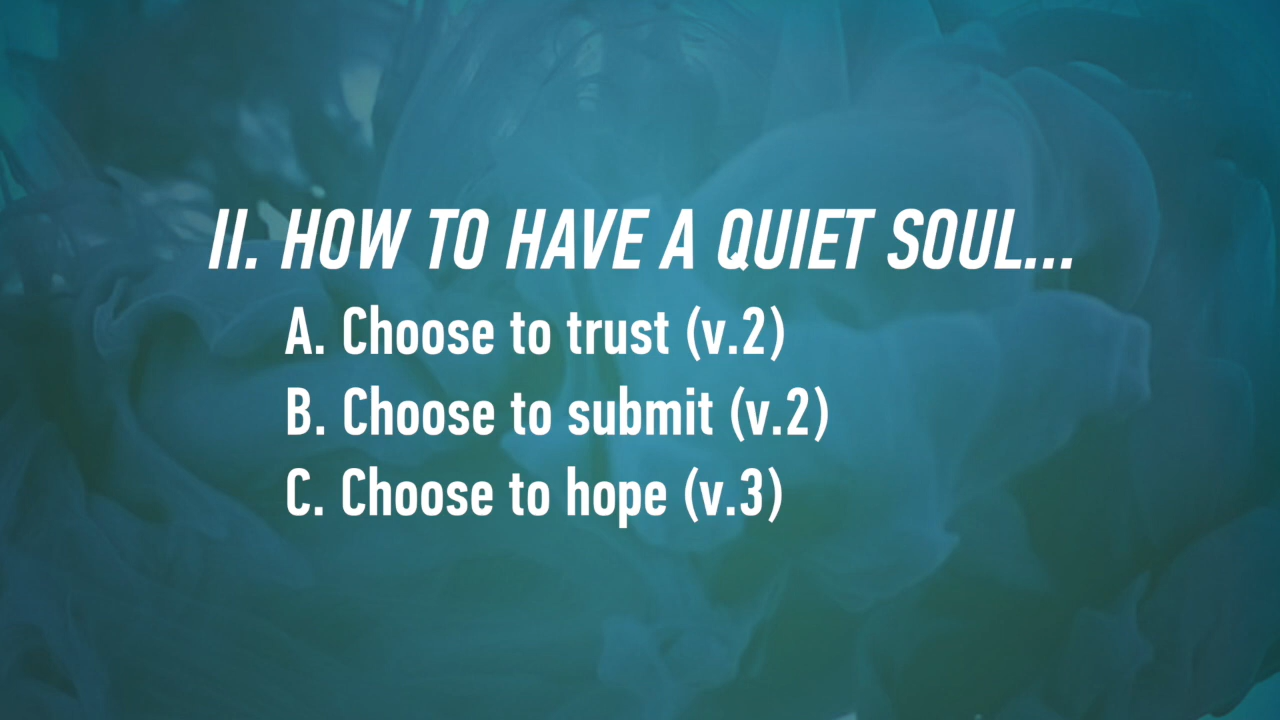 II. HOW TO HAVE A QUIET SOUL...
A. Choose to trust (v.2)
B. Choose to submit (v.2)
C. Choose to hope (v.3)